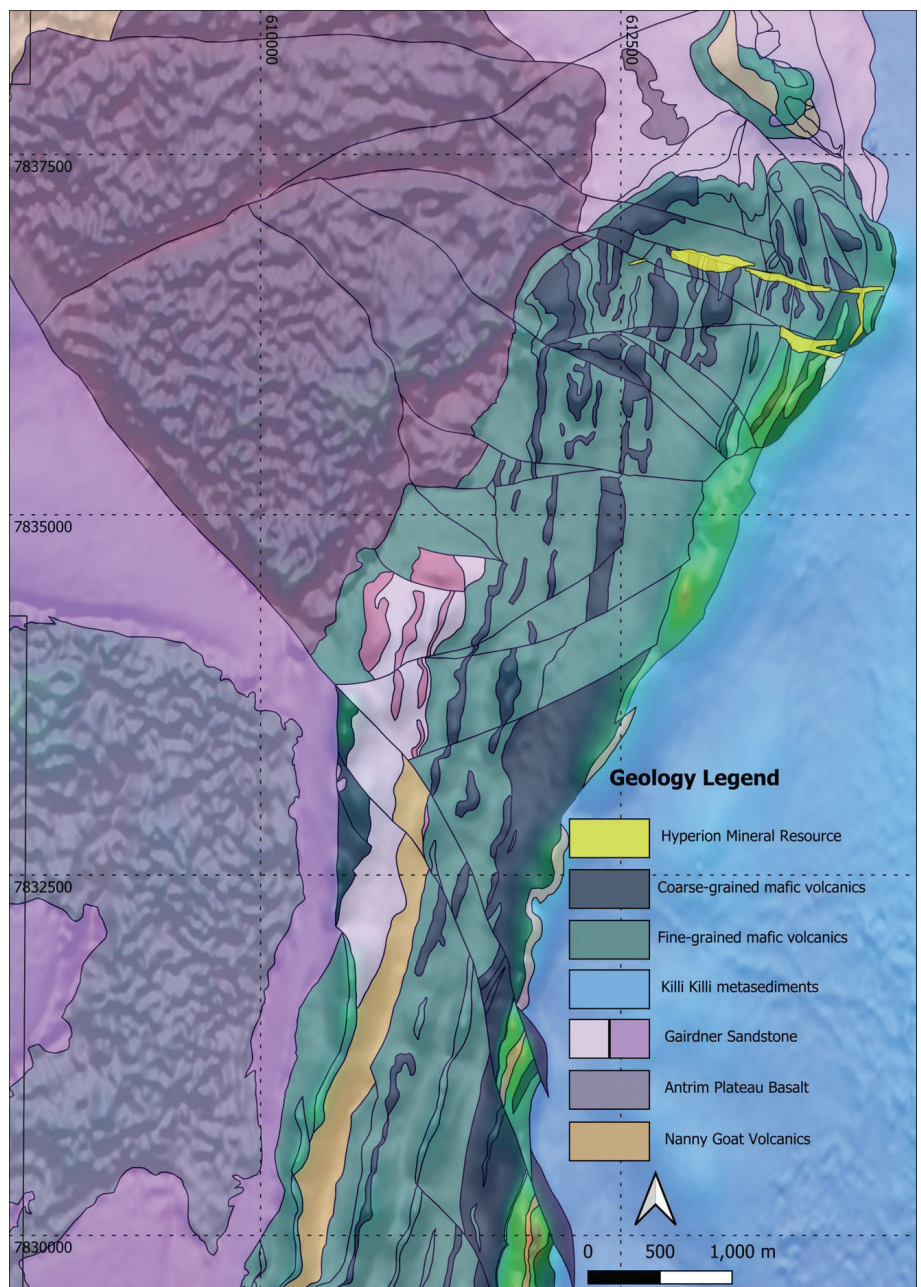 610000
612500
7837500
7835000
7832500
7830000
Geology Legend
Hyperion Mineral Resource
Coarse-grained mafic volcanics
Fine-grained mafic volcanics
Killi Killi metasediments
Gairdner Sandstone
Antrim Plateau Basalt
Nanny Goat Volcanics
0 500 1,000 m